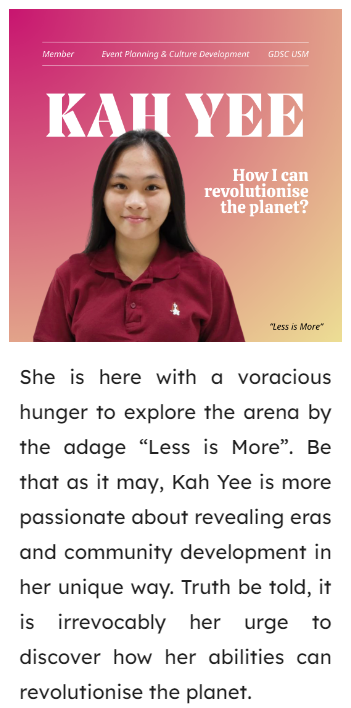 Member Event Planning & Culture Development GDSC USM
KAH YEE
How I can
revolutionise
the planet?
"Less is More"
She is here with a voracious
hunger to explore the arena by
the adage “Less is More”. Be
that as it may, Kah Yee is more
passionate about revealing eras
and community development in
her unique way. Truth be told, it
is irrevocably her urge to
discover how her abilities can
revolutionise the planet.